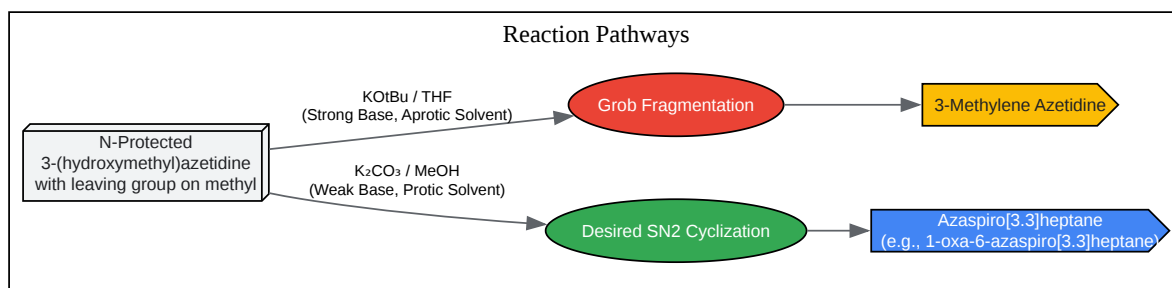 Reaction Pathways
KOtBu / THF
(Strong Base, Aprotic Solvent)
Grob Fragmentation
3-Methylene Azetidine
N-Protected
3-(hydroxymethyl)azetidine
with leaving group on methyl
K₂CO₃ / MeOH
(Weak Base, Protic Solvent)
Desired SN2 Cyclization
Azaspiro[3.3]heptane
(e.g., 1-oxa-6-azaspiro[3.3]heptane)